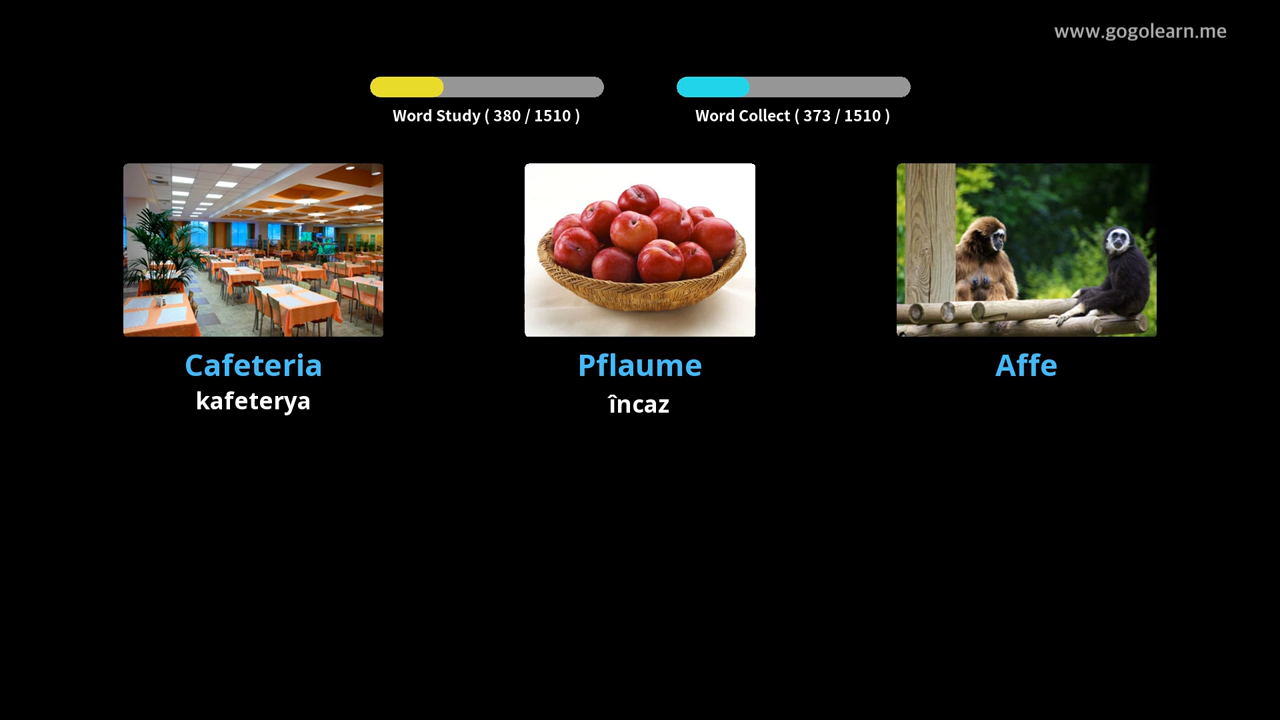 www.gogolearn.me
Word Study ( 380 / 1510 )
Word Collect ( 373 / 1510 )
Cafeteria
kafeterya
Pflaume
încaz
Affe